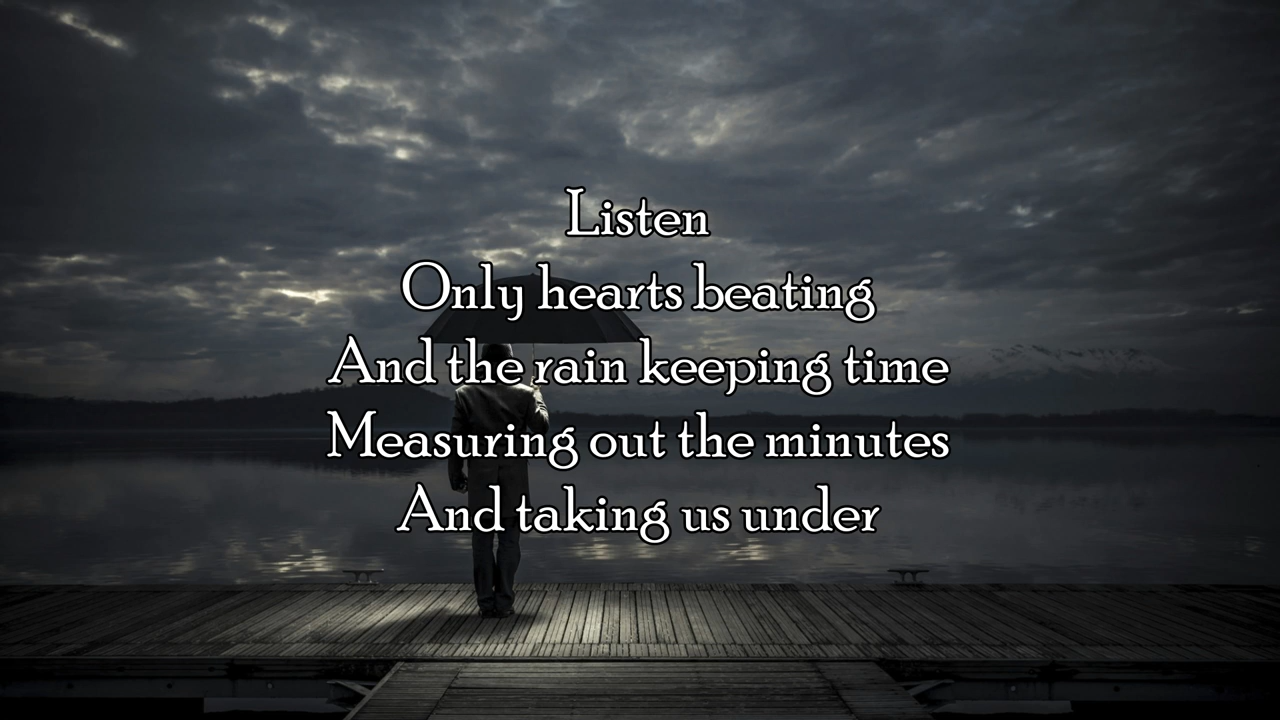 Listen
Only hearts beating
And the rain keeping time
Measuring out the minutes
And taking us under